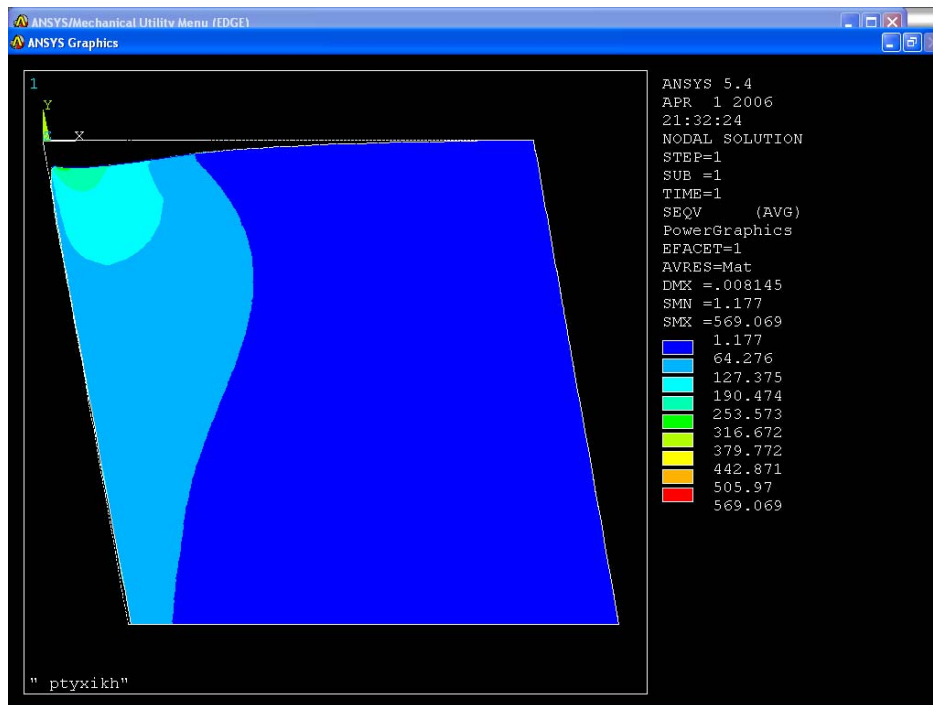 ANSYS/Mechanical Utility Menu (EDGE)
ANSYS Graphics
1
Y
X
ANSYS 5.4
APR 1 2006
21:32:24
NODAL SOLUTION
STEP=1
SUB =1
TIME=1
SEQV (AVG)
PowerGraphics
EFACET=1
AVRES=Mat
DMX =.008145
SMN =1.177
SMX =569.069
1.177
64.276
127.375
190.474
253.573
316.672
379.772
442.871
505.97
569.069
" ptyxikh"